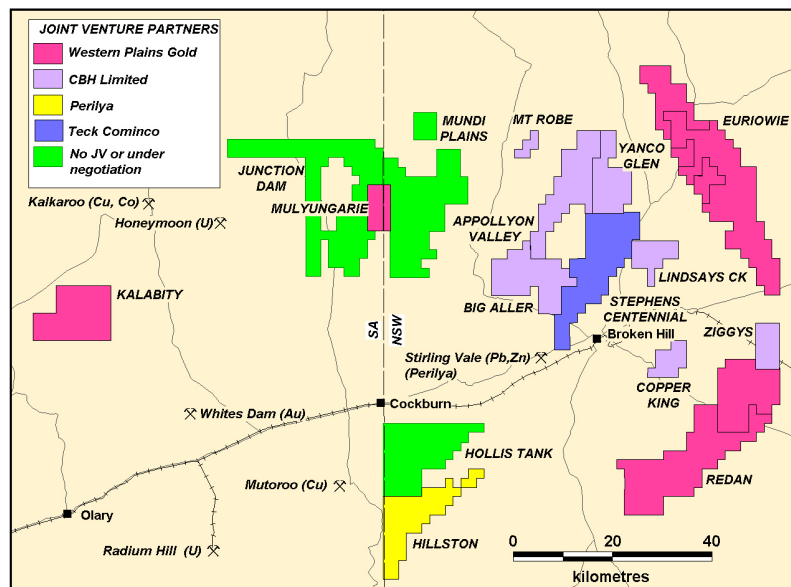 JOINT VENTURE PARTNERS
Western Plains Gold
CBH Limited
Perilya
Teck Cominco
No JV or under
negotiation
MUNDI
PLAINS
MT ROBE
EURIOWIE
YANCO
GLEN
JUNCTION
DAM
MULYUNGARIE
Kalkaroo (Cu, Co)
Honeymoon (U)
APPOLLYON
VALLEY
KALABITY
LINDSAYS CK
BIG ALLER
STEPHENS
CENTENNIAL
SA
NSW
Broken Hill
ZIGGYS
Stirling Vale (Pb,Zn)
(Perilya)
COPPER
KING
Cockburn
Whites Dam (Au)
HOLLIS TANK
REDAN
Mutoroo (Cu)
Olary
HILLSTON
Radium Hill (U)
0 20 40
kilometres